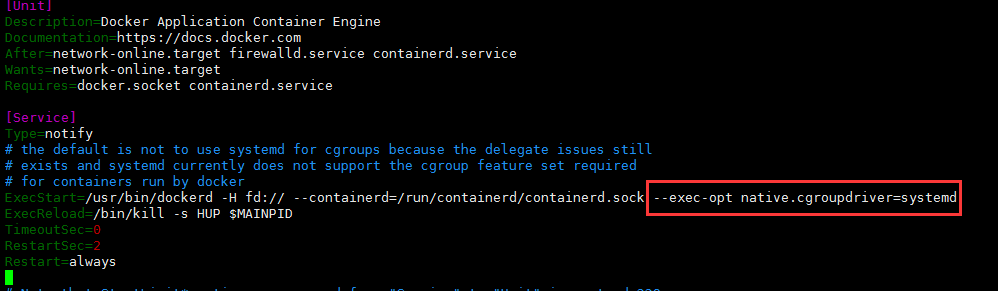 [Unit]
Description=Docker Application Container Engine
Documentation=https://docs.docker.com
After=network-online.target firewalld.service containerd.service
Wants=network-online.target
Requires=docker.socket containerd.service
[Service]
Type=notify
# the default is not to use systemd for cgroups because the delegate issues still
# exists and systemd currently does not support the cgroup feature set required
# for containers run by docker
ExecStart=/usr/bin/dockerd -H fd:// --containerd=/run/containerd/containerd.sock --exec-opt native.cgroupdriver=systemd
ExecReload=/bin/kill -s HUP $MAINPID
TimeoutSec=0
RestartSec=2
Restart=always